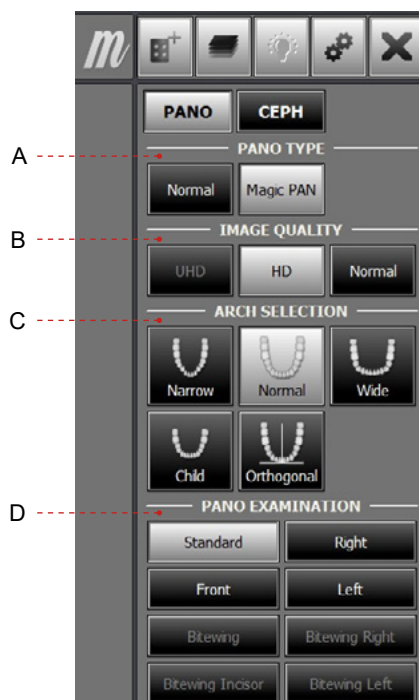 m
PANO CEPH
A PANO TYPE
Normal Magic PAN
B IMAGE QUALITY
UHD HD Normal
C ARCH SELECTION
Narrow Normal Wide
Child Orthogonal
D PANO EXAMINATION
Standard Right
Front Left
Bitewing Bitewing Right
Bitewing Incisor Bitewing Left